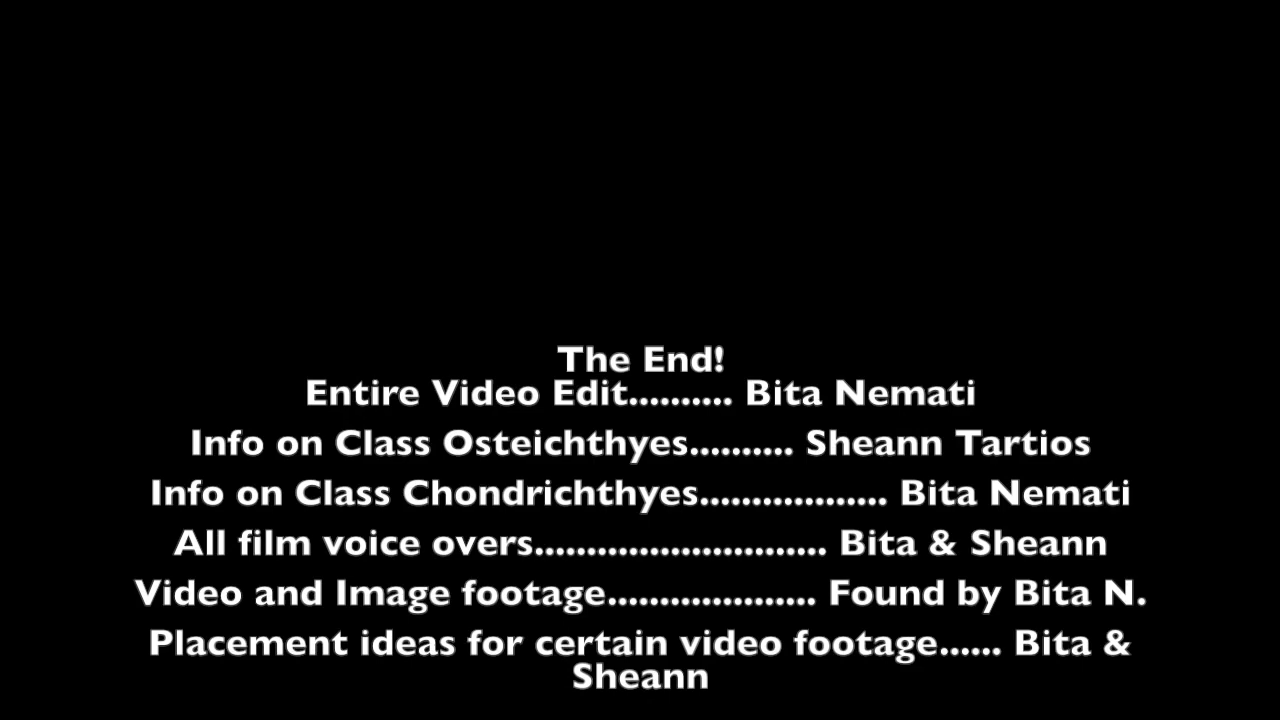 The End!
Entire Video Edit.......... Bita Nemati
Info on Class Osteichthyes.......... Sheann Tartios
Info on Class Chondrichthyes.................. Bita Nemati
All film voice overs............................ Bita & Sheann
Video and Image footage.................... Found by Bita N.
Placement ideas for certain video footage...... Bita &
Sheann